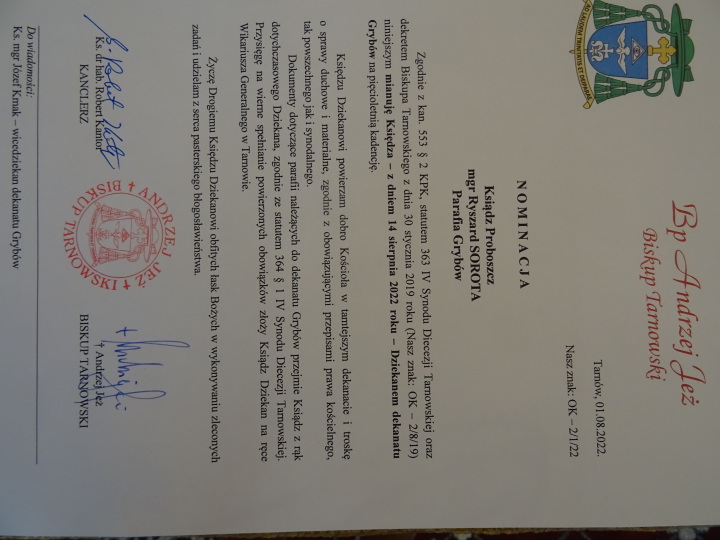 Bp Andrzej Jeż
Biskup Tarnowski
AD SALUTEM TRINITATIS ET DEIPARAE
Tarnów, 01.08.2022.
Nasz znak: OK – 2/1/22
NOMINACJA
Ksiądz Proboszcz
mgr Ryszard SOROTA
Parafia Grybów
Zgodnie z kan. 553 § 2 KPK, statutem 363 IV Synodu Diecezji Tarnowskiej oraz
dekretem Biskupa Tarnowskiego z dnia 30 stycznia 2019 roku (Nasz znak: OK – 2/8/19)
niniejszym mianuję Księdza – z dniem 14 sierpnia 2022 roku – Dziekanem dekanatu
Grybów na pięcioletnią kadencję.
Księdzu Dziekanowi powierzam dobro Kościoła w tamtejszym dekanacie i troskę
o sprawy duchowe i materialne, zgodnie z obowiązującymi przepisami prawa kościelnego,
tak powszechnego jak i synodalnego.
Dokumenty dotyczące parafii należących do dekanatu Grybów przejmie Ksiądz z rąk
dotychczasowego Dziekana, zgodnie ze statutem 364 § 1 IV Synodu Diecezji Tarnowskiej.
Przysięgę na wierne spełnianie powierzonych obowiązków złoży Ksiądz Dziekan na ręce
Wikariusza Generalnego w Tarnowie.
Życzę Drogiemu Księdzu Dziekanowi obfitych łask Bożych w wykonywaniu zleconych
zadań i udzielam z serca pasterskiego błogosławieństwa.
Ks. dr hab. Robert Kantor
KANCLERZ
ANDRZEJ JEŻ
BISKUP TARNOWSKI
† Andrzej Jeż
BISKUP TARNOWSKI
Do wiadomości:
Ks. mgr Józef Kmak – wicedziekan dekanatu Grybów